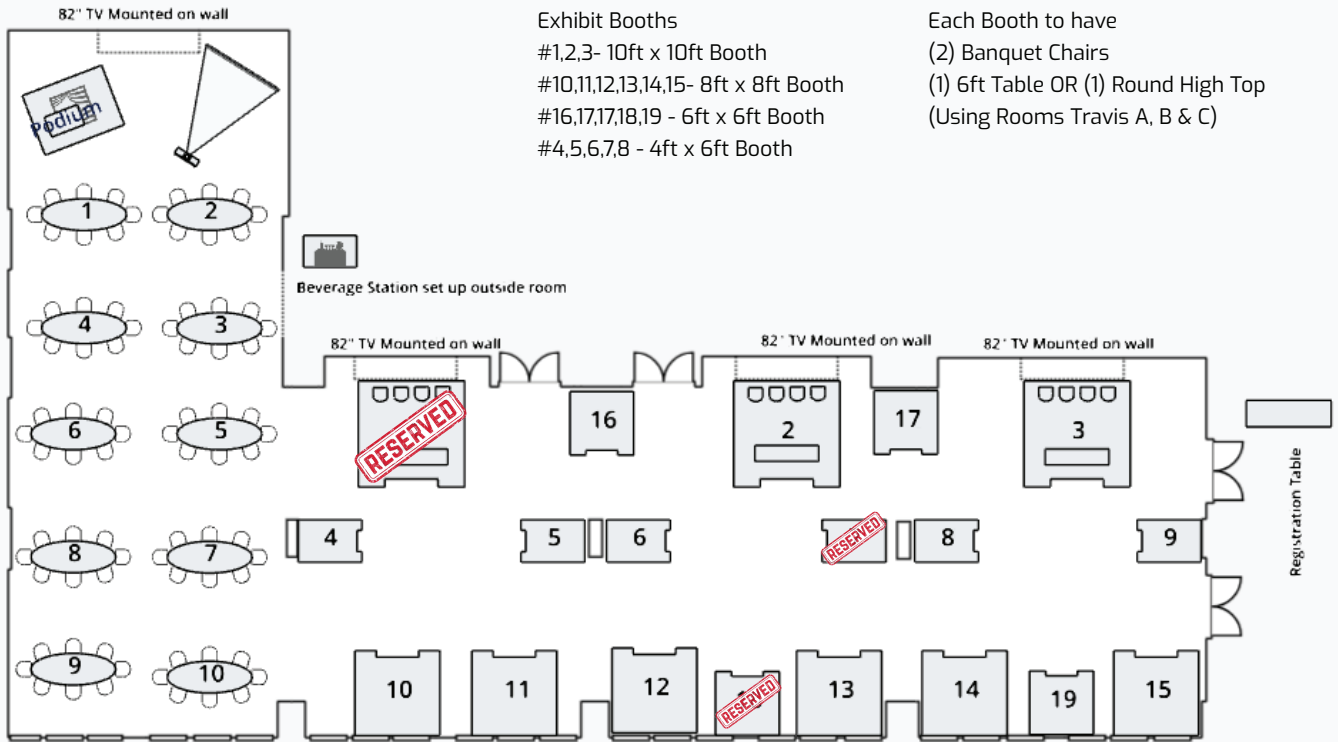 82" TV Mounted on wall
Exhibit Booths
#1,2,3- 10ft x 10ft Booth
#10,11,12,13,14,15- 8ft x 8ft Booth
#16,17,17,18,19 - 6ft x 6ft Booth
#4,5,6,7,8 - 4ft x 6ft Booth
Each Booth to have
(2) Banquet Chairs
(1) 6ft Table OR (1) Round High Top
(Using Rooms Travis A, B & C)
Podium
1
2
4
3
6
5
8
7
9
10
Beverage Station set up outside room
82" TV Mounted on wall
82' TV Mounted on wall
82' TV Mounted on wall
RESERVED
16
2
17
3
4
5
6
RESERVED
8
9
Registration Table
10
11
12
RESERVED
13
14
19
15